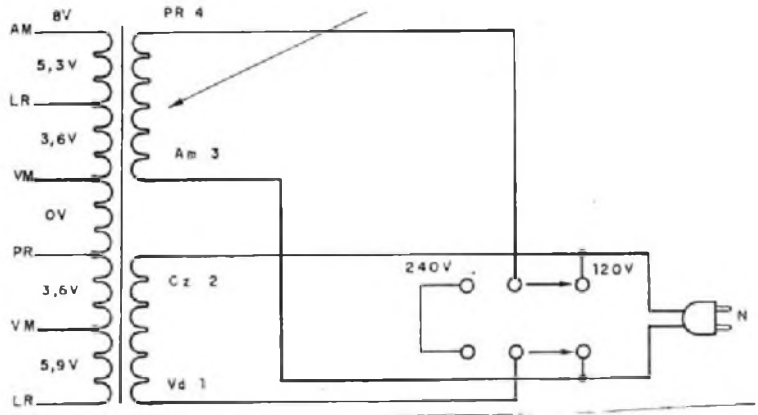 8V
PR 4
AM
5,3V
LR
3,6V
Am 3
VM
0V
PR
240V
120V
Cz 2
3,6V
N
VM
5,9V
Vd 1
LR